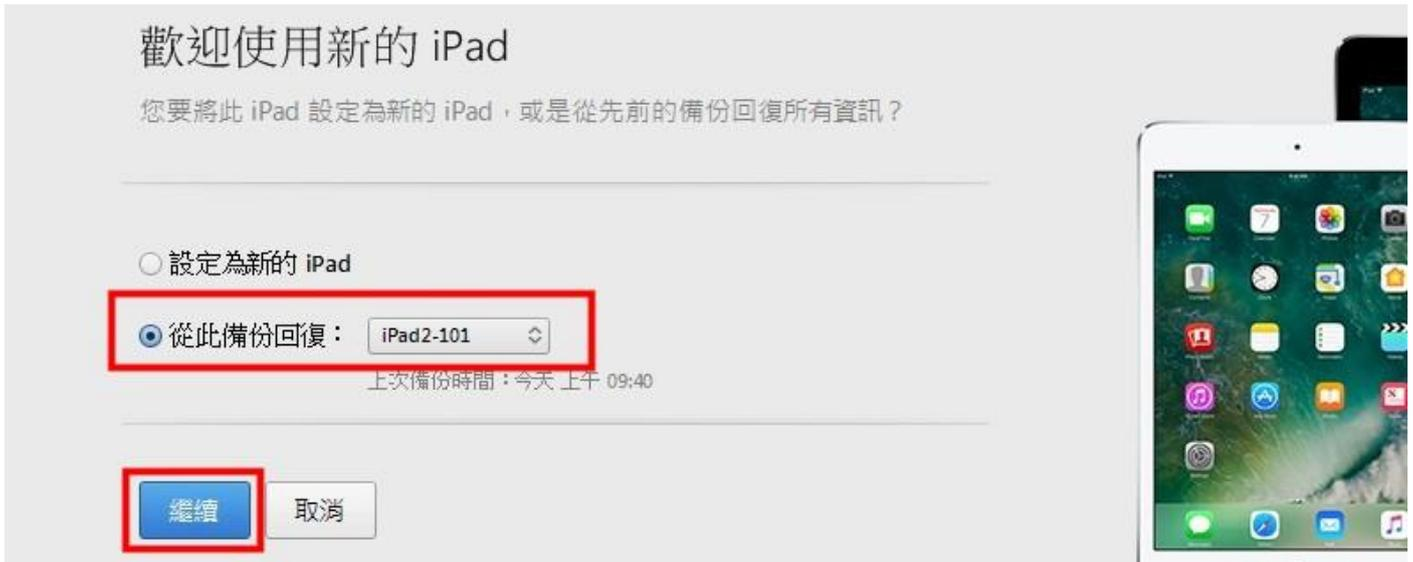 歡迎使用新的 iPad
您要將此 iPad 設定為新的 iPad，或是從先前的備份回復所有資訊？
設定為新的 iPad
從此備份回復： iPad2-101
上次備份時間：今天 上午 09:40
繼續 取消
7